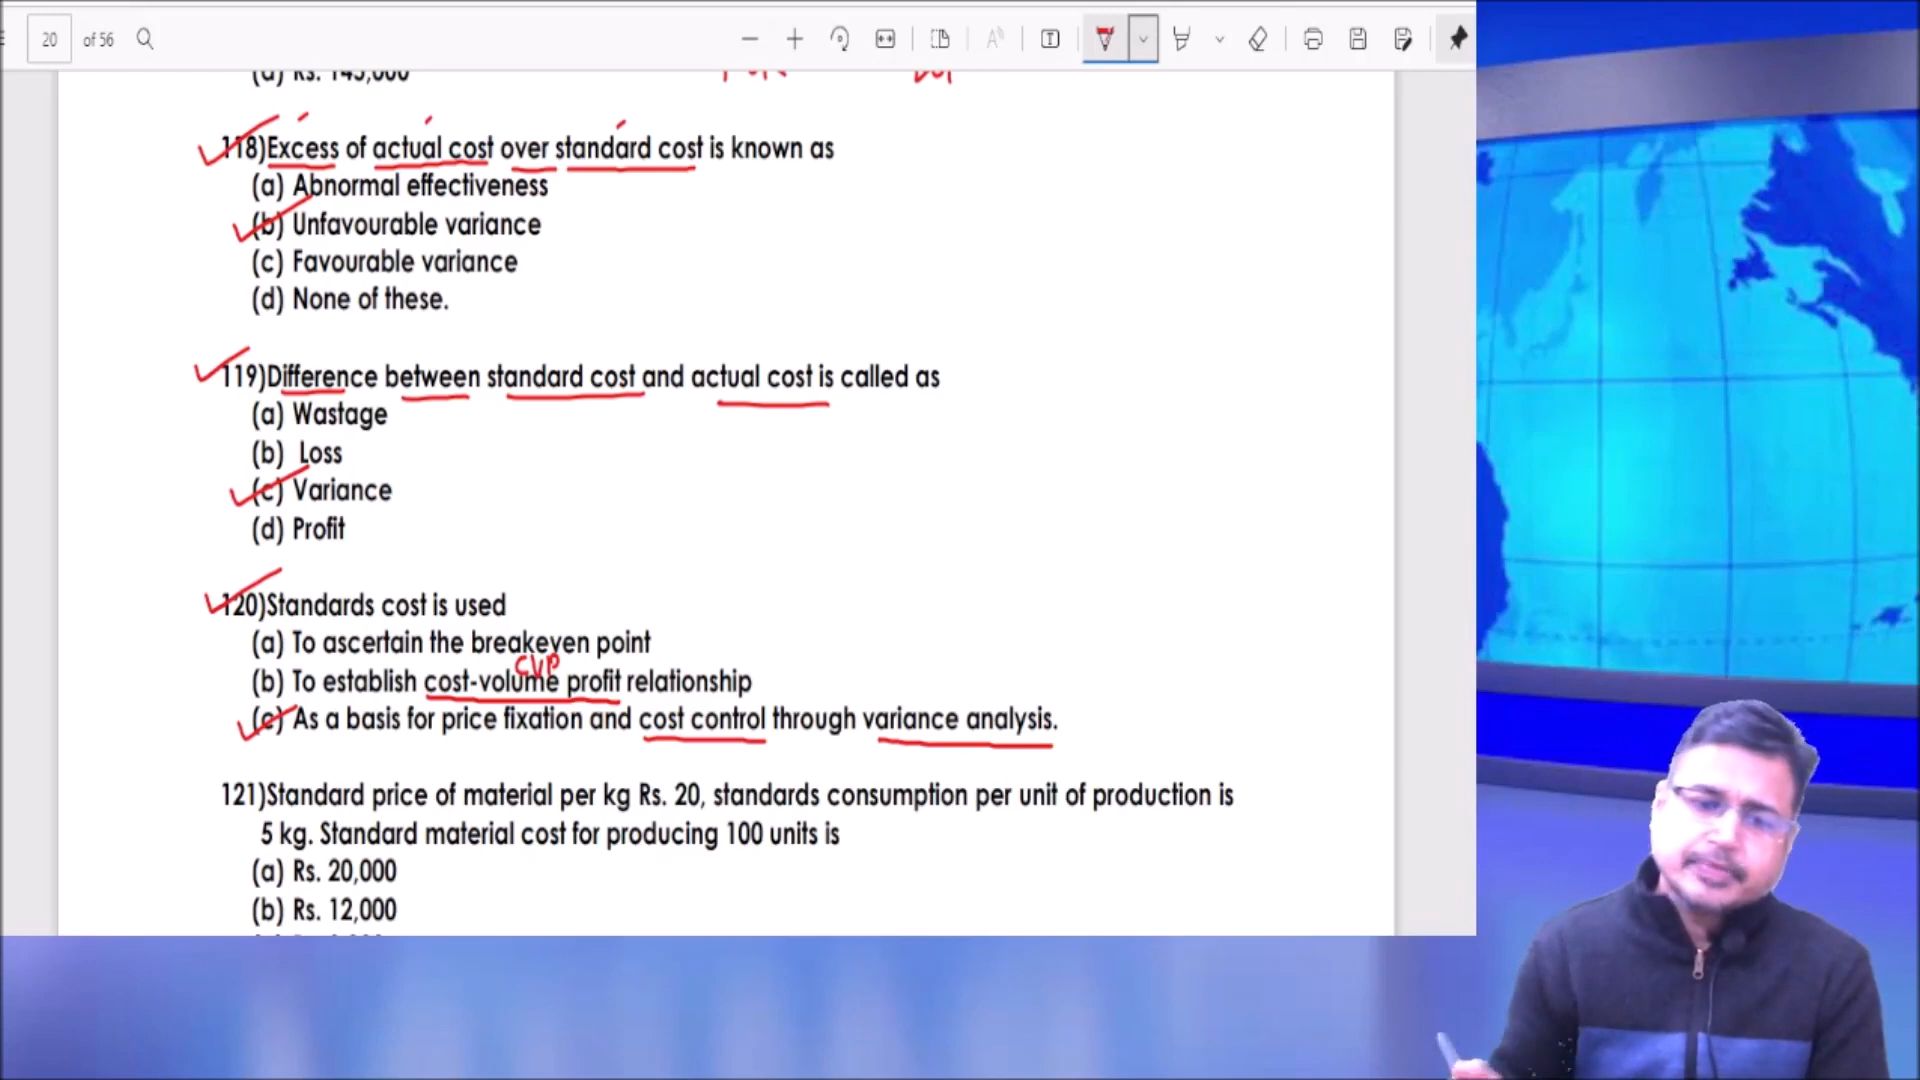 20 of 56
(d) Rs. 145,000
118)Excess of actual cost over standard cost is known as
(a) Abnormal effectiveness
(b) Unfavourable variance
(c) Favourable variance
(d) None of these.
119)Difference between standard cost and actual cost is called as
(a) Wastage
(b) Loss
(c) Variance
(d) Profit
120)Standards cost is used
(a) To ascertain the breakeven point
CVP
(b) To establish cost-volume profit relationship
(c) As a basis for price fixation and cost control through variance analysis.
121)Standard price of material per kg Rs. 20, standards consumption per unit of production is
5 kg. Standard material cost for producing 100 units is
(a) Rs. 20,000
(b) Rs. 12,000